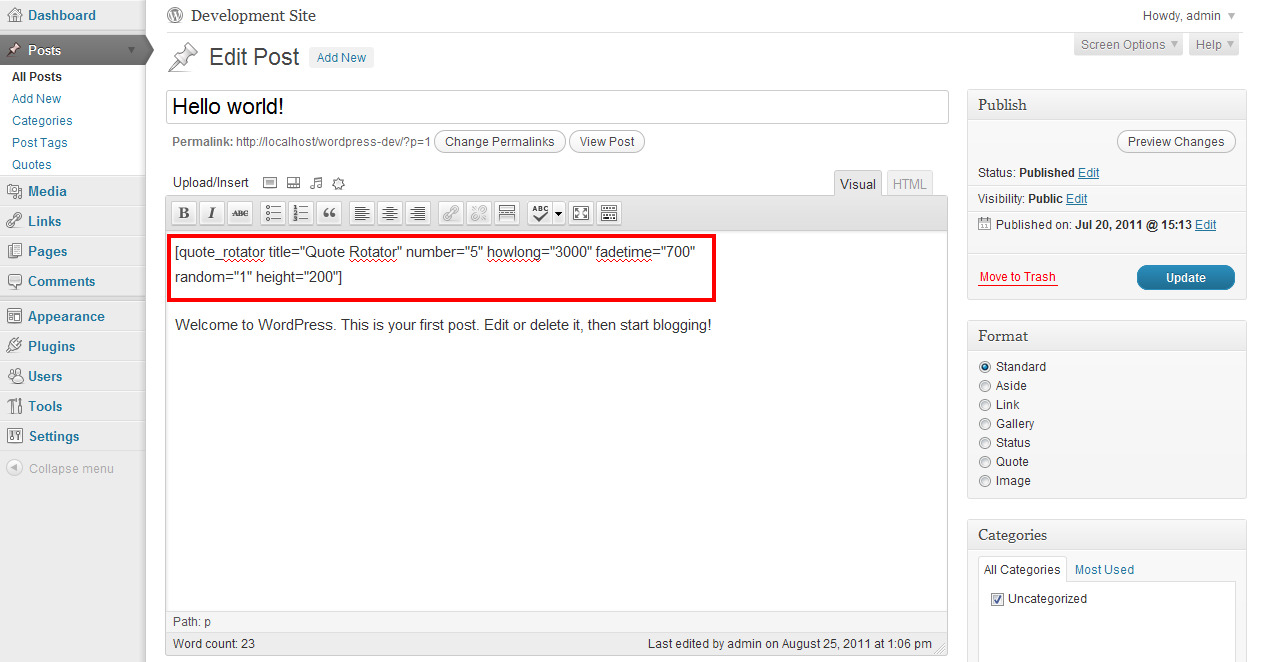 Dashboard
Posts
All Posts
Add New
Categories
Post Tags
Quotes
Media
Links
Pages
Comments
Appearance
Plugins
Users
Tools
Settings
Collapse menu
Development Site
Howdy, admin
Screen Options
Help
Edit Post Add New
Hello world!
Permalink: http://localhost/wordpress-dev/?p=1 Change Permalinks View Post
Upload/Insert
Visual HTML
B I ABC “ ABC
[quote_rotator title="Quote Rotator" number="5" howlong="3000" fadetime="700"
random="1" height="200"]
Welcome to WordPress. This is your first post. Edit or delete it, then start blogging!
Path: p
Word count: 23
Last edited by admin on August 25, 2011 at 1:06 pm
Publish
Preview Changes
Status: Published Edit
Visibility: Public Edit
Published on: Jul 20, 2011 @ 15:13 Edit
Move to Trash
Update
Format
Standard
Aside
Link
Gallery
Status
Quote
Image
Categories
All Categories Most Used
Uncategorized